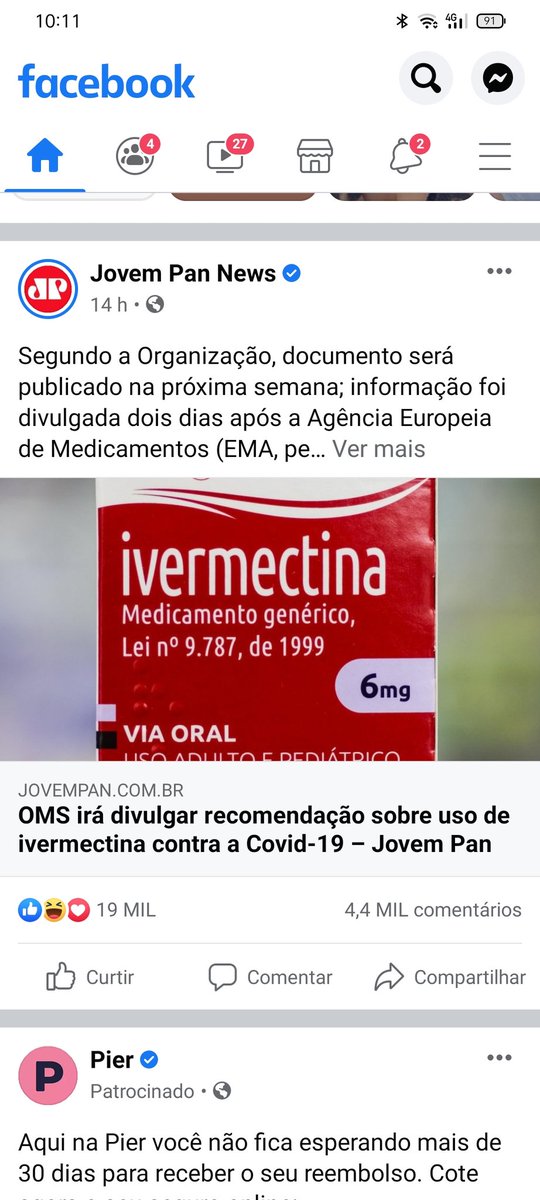 10:11
4G
91
facebook
4
27
2
Jovem Pan News
14 h
JP
Segundo a Organização, documento será
publicado na próxima semana; informação foi
divulgada dois dias após a Agência Europeia
de Medicamentos (EMA, pe... Ver mais
ivermectina
Medicamento genérico,
Lei nº 9.787, de 1999
6mg
VIA ORAL
USO ADULTO E PEDIÁTRICO
JOVEMPAN.COM.BR
OMS irá divulgar recomendação sobre uso de
ivermectina contra a Covid-19 – Jovem Pan
19 MIL
4,4 MIL comentários
Curtir
Comentar
Compartilhar
P
Pier
Patrocinado
Aqui na Pier você não fica esperando mais de
30 dias para receber o seu reembolso. Cote